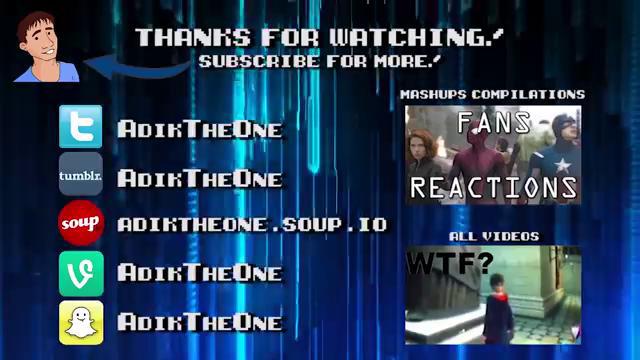 THANKS FOR WATCHING!
SUBSCRIBE FOR MORE!
AdikTheOne
tumblr.
AdikTheOne
soup
adiktheone.soup.io
AdikTheOne
AdikTheOne
MASHUPS COMPILATIONS
FANS
REACTIONS
ALL VIDEOS
WTF?